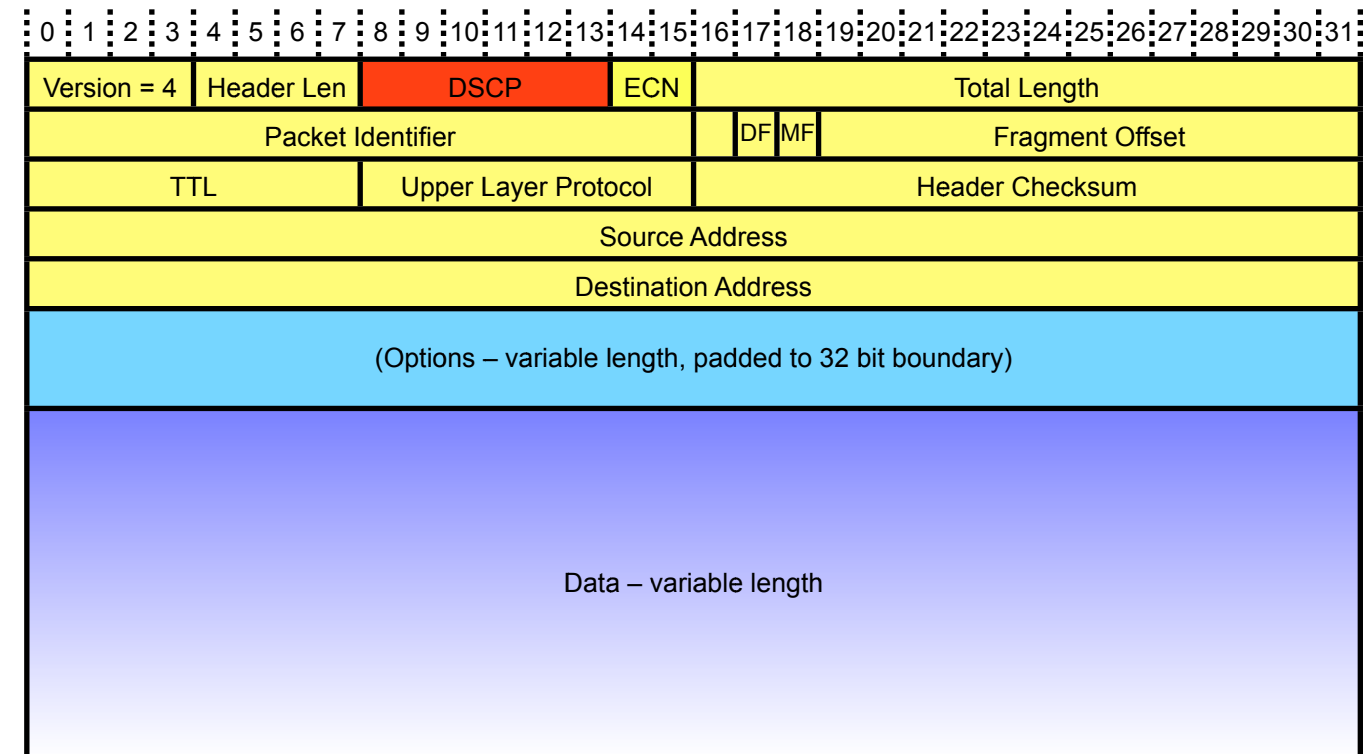 0 1 2 3 4 5 6 7 8 9 10 11 12 13 14 15 16 17 18 19 20 21 22 23 24 25 26 27 28 29 30 31
Version = 4 Header Len DSCP ECN Total Length
Packet Identifier DF MF Fragment Offset
TTL Upper Layer Protocol Header Checksum
Source Address
Destination Address
(Options – variable length, padded to 32 bit boundary)
Data – variable length